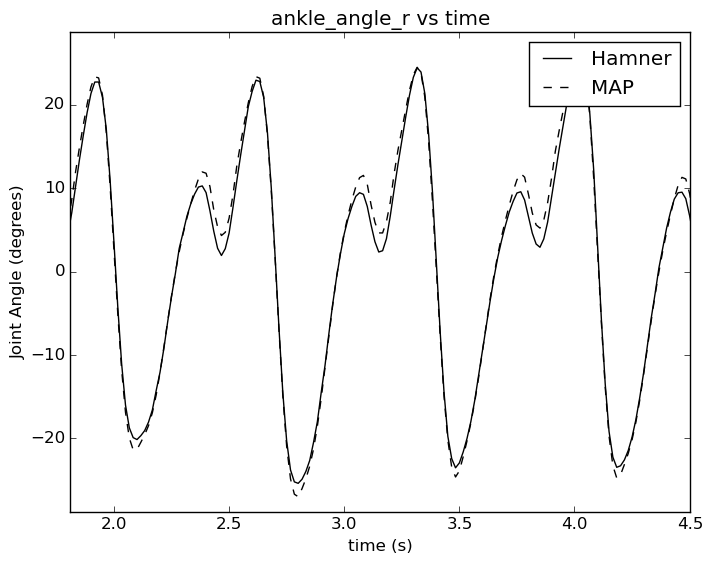 ankle_angle_r vs time
Hamner
MAP
Joint Angle (degrees)
20
10
0
−10
−20
2.0 2.5 3.0 3.5 4.0 4.5
time (s)